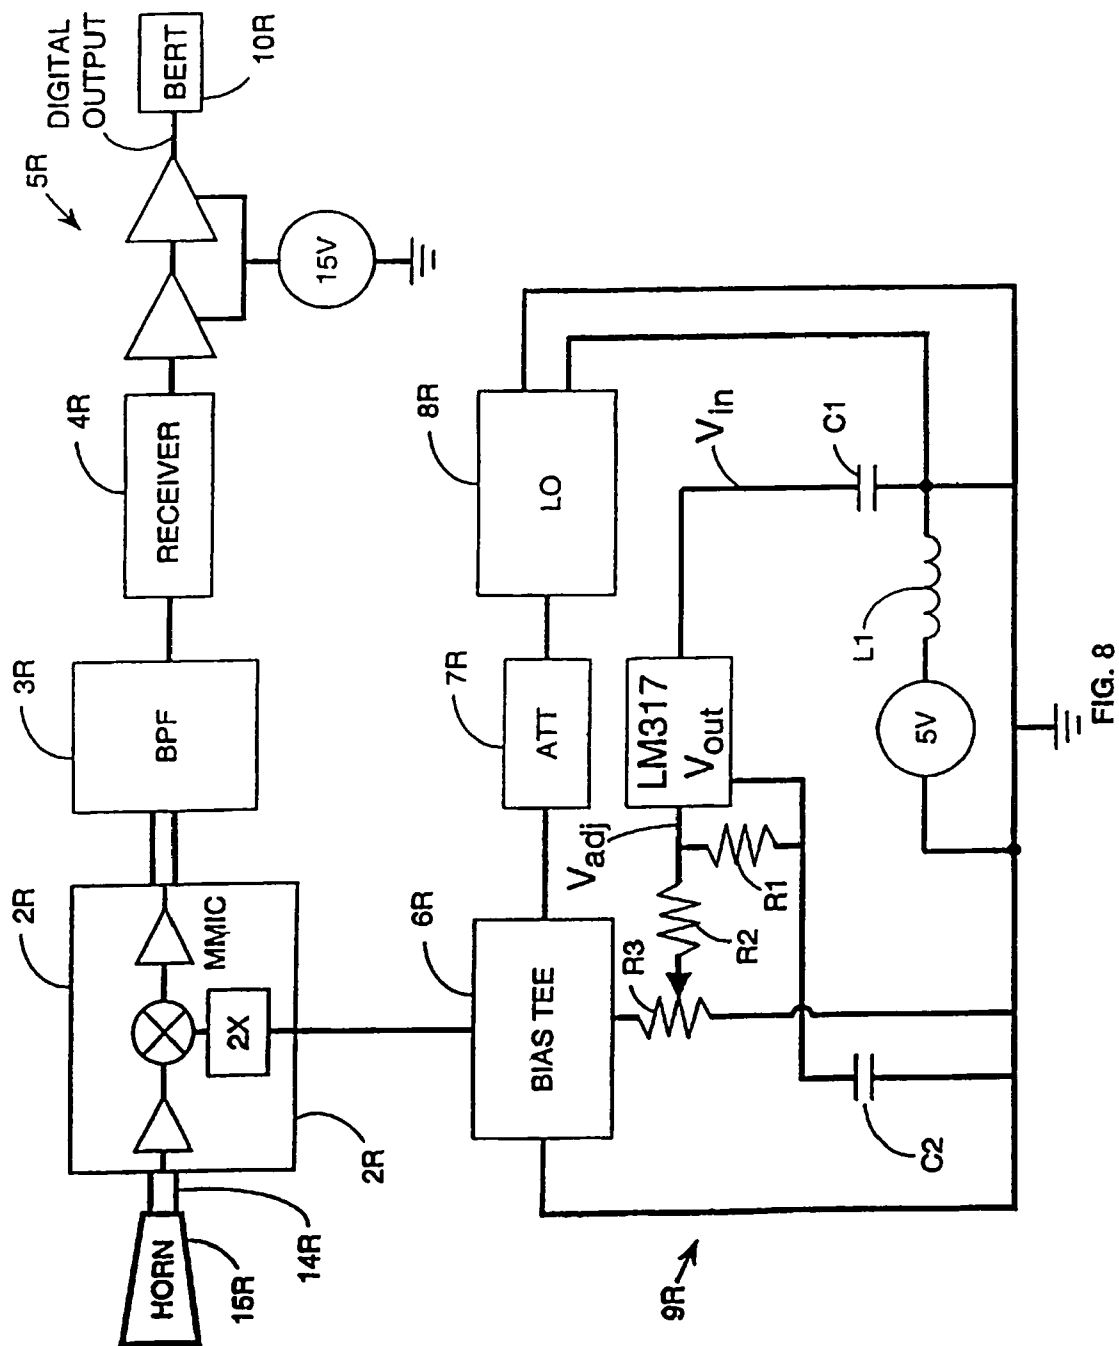 DIGITAL
OUTPUT
5R
BERT
10R
15V
4R
RECEIVER
3R
BPF
2R
MMIC
2X
2R
HORN
15R
14R
8R
LO
7R
ATT
6R
BIAS TEE
Vin
C1
LM317
Vout
Vadj
R1
R2
R3
L1
5V
C2
9R
FIG. 8